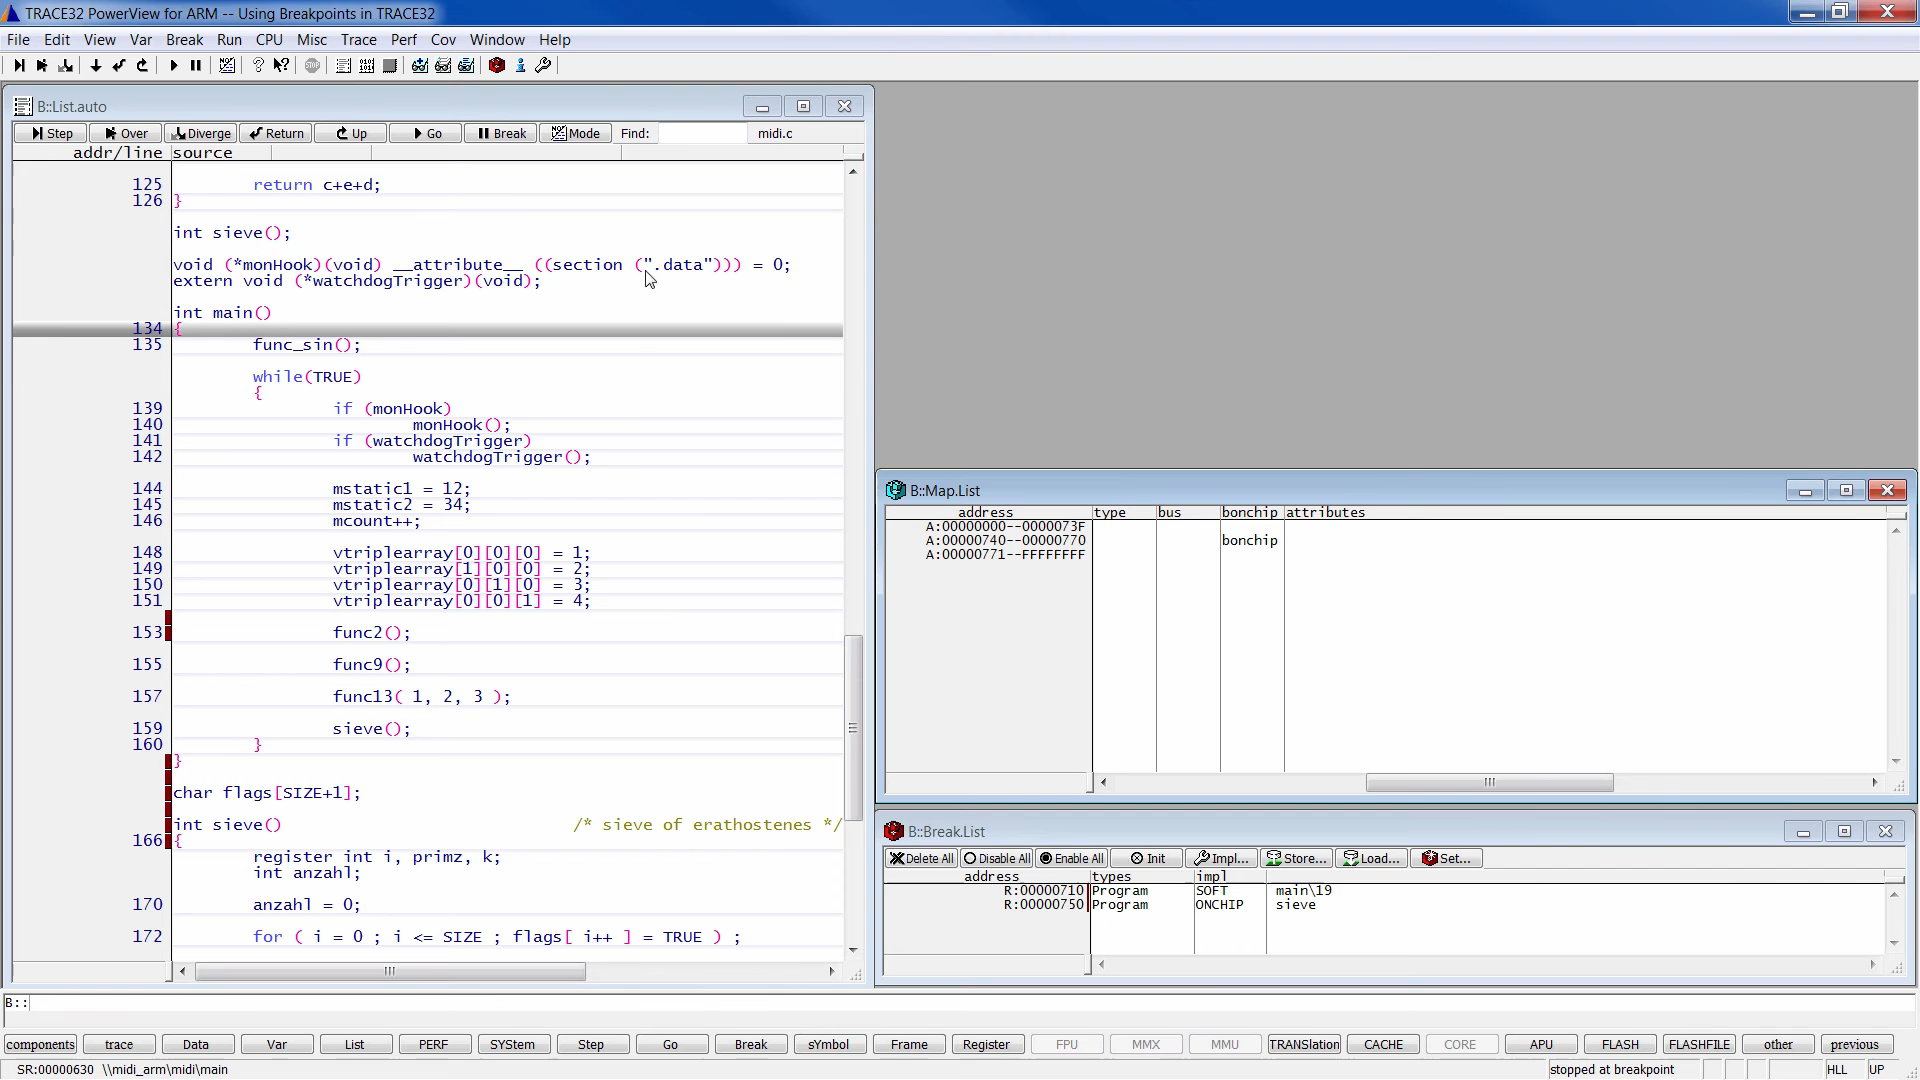 TRACE32 PowerView for ARM -- Using Breakpoints in TRACE32
File Edit View Var Break Run CPU Misc Trace Perf Cov Window Help
B::List.auto
Step Over Diverge Return Up Go Break Mode Find: midi.c
addr/line source
125 return c+e+d;
126 }
int sieve();
void (*monHook)(void) __attribute__ ((section (".data"))) = 0;
extern void (*watchdogTrigger)(void);
int main()
134 {
135 func_sin();
while(TRUE)
{
139 if (monHook)
140 monHook();
141 if (watchdogTrigger)
142 watchdogTrigger();
144 mstatic1 = 12;
145 mstatic2 = 34;
146 mcount++;
148 vtriplearray[0][0][0] = 1;
149 vtriplearray[1][0][0] = 2;
150 vtriplearray[0][1][0] = 3;
151 vtriplearray[0][0][1] = 4;
153 func2();
155 func9();
157 func13( 1, 2, 3 );
159 sieve();
160 }
}
char flags[SIZE+1];
int sieve() /* sieve of erathostenes */
166 {
register int i, primz, k;
int anzahl;
170 anzahl = 0;
172 for ( i = 0 ; i <= SIZE ; flags[ i++ ] = TRUE ) ;
B::Map.List
address type bus bonchip attributes
A:00000000--0000073F
A:00000740--00000770 bonchip
A:00000771--FFFFFFFF
B::Break.List
Delete All Disable All Enable All Init Impl... Store... Load... Set...
address types impl
R:00000710 Program SOFT main\19
R:00000750 Program ONCHIP sieve
B::
components trace Data Var List PERF SYStem Step Go Break sYmbol Frame Register FPU MMX MMU TRANSlation CACHE CORE APU FLASH FLASHFILE other previous
SR:00000630 \\midi_arm\midi\main stopped at breakpoint HLL UP